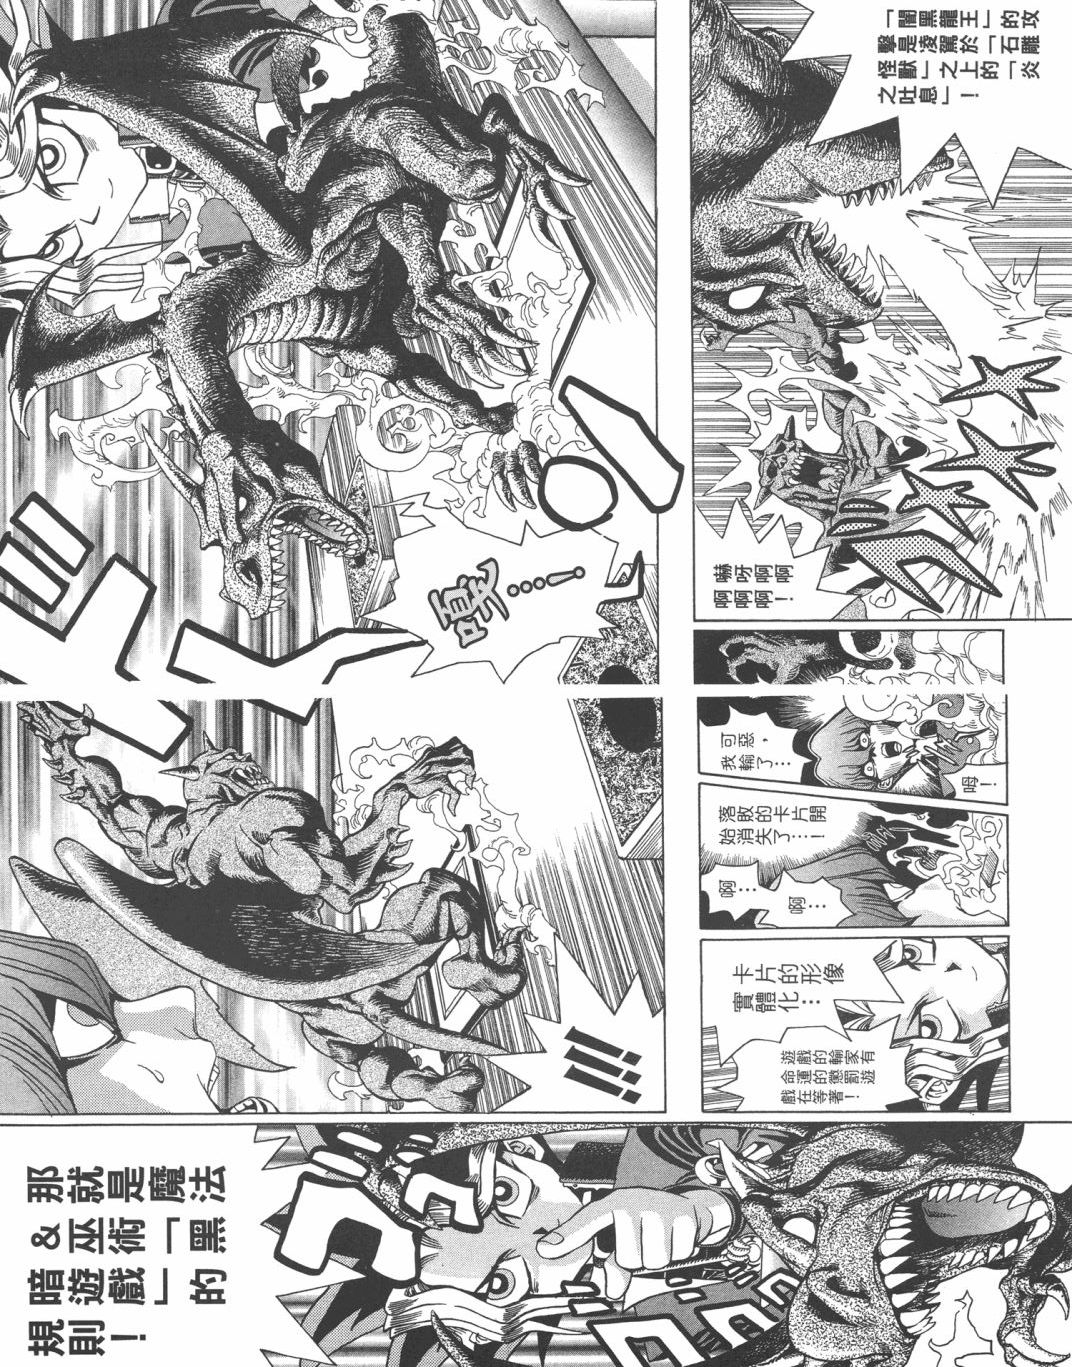 「闇黑龍王」的攻
擊是凌駕於「石雕
怪獸」之上的「炎
之吐息」！
嚇呀啊啊
啊啊啊！
嘎……！
可惡，
我輸了…
嗚！
落敗的卡片開
始消失了…！
啊…
啊…
卡片的形像
實體化…
遊戲的輸家有
命運的懲罰遊
戲在等著！
!!!
那就是魔法
&巫術「黑
暗遊戲」的
規則！